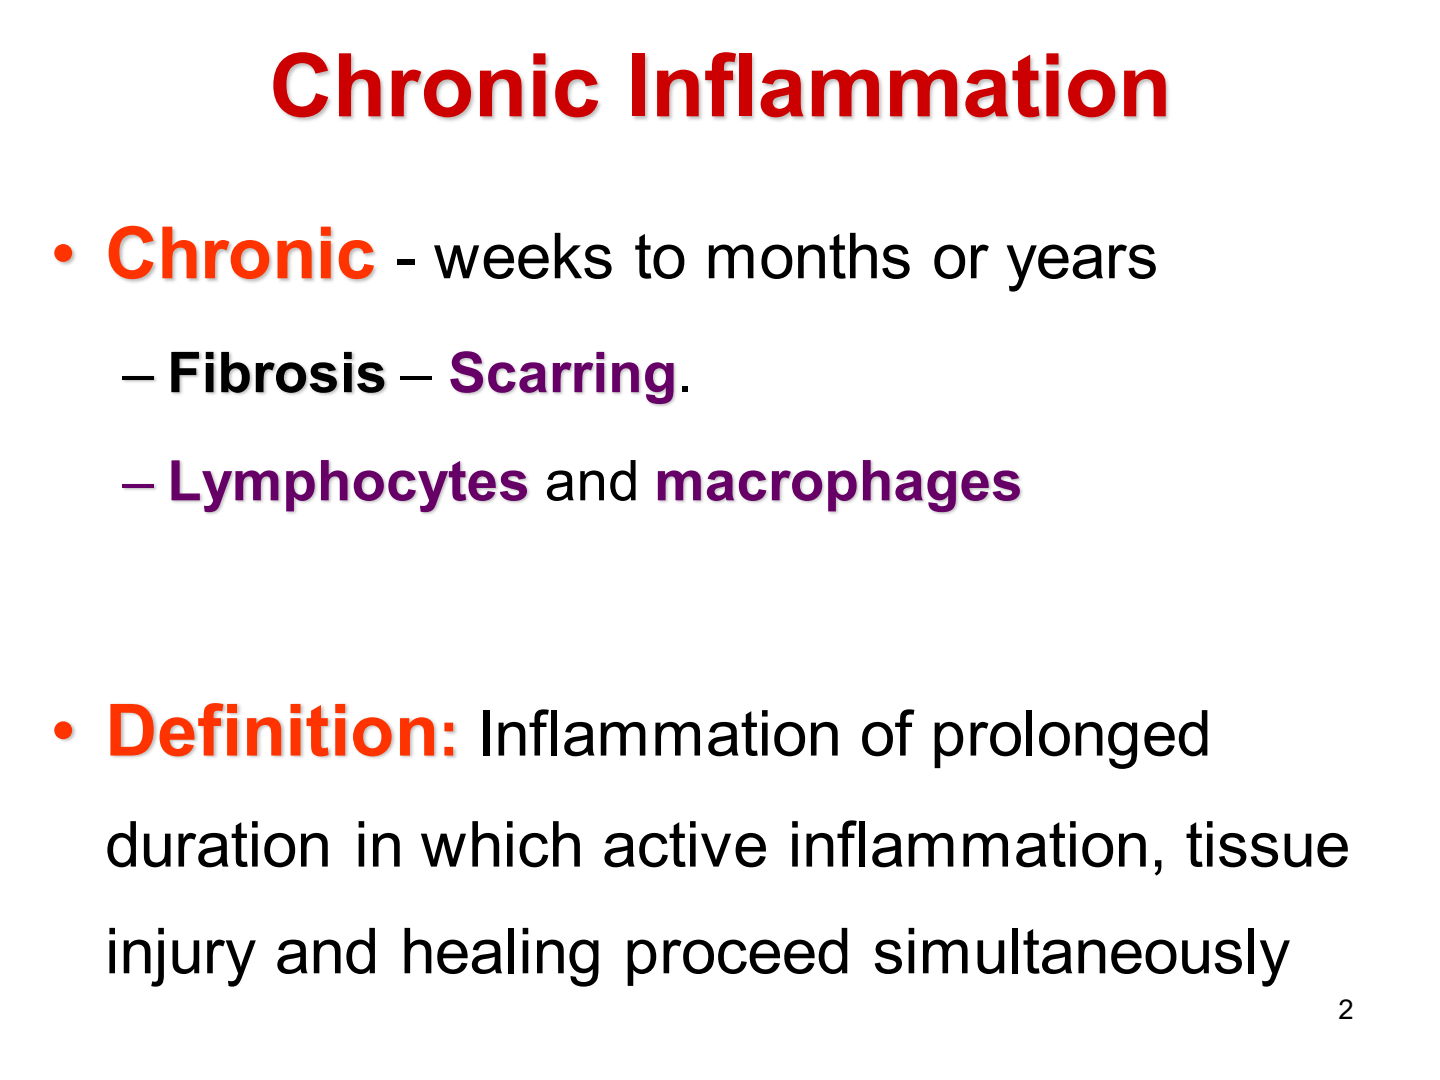 Chronic Inflammation
• Chronic - weeks to months or years
– Fibrosis – Scarring.
– Lymphocytes and macrophages
• Definition: Inflammation of prolonged
duration in which active inflammation, tissue
injury and healing proceed simultaneously
2